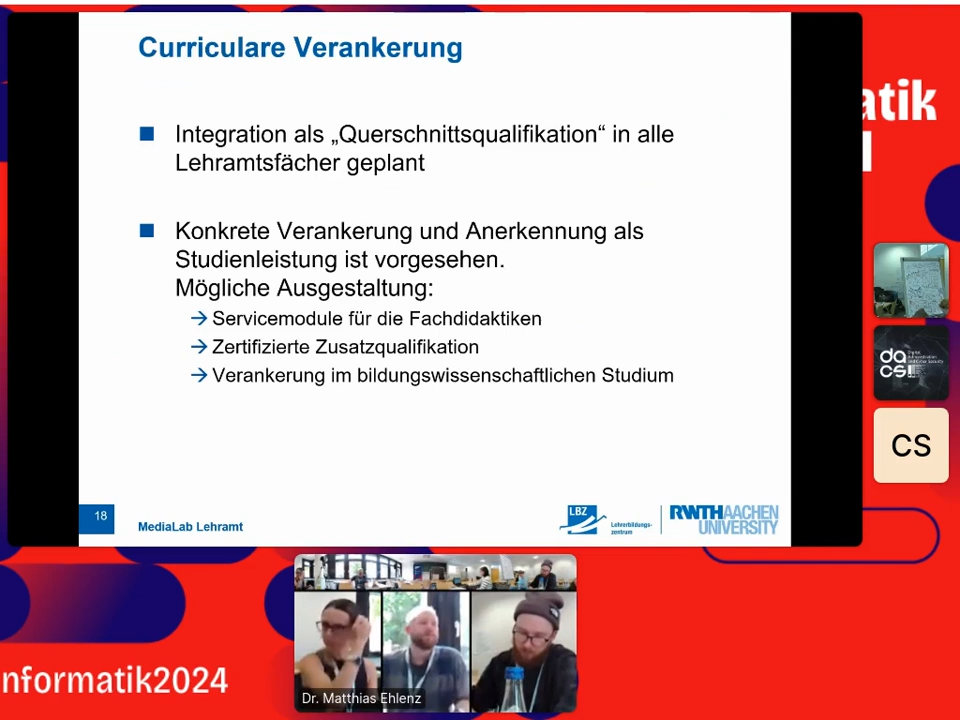 Curriculare Verankerung
Integration als „Querschnittsqualifikation“ in alle
Lehramtsfächer geplant
Konkrete Verankerung und Anerkennung als
Studienleistung ist vorgesehen.
Mögliche Ausgestaltung:
→ Servicemodule für die Fachdidaktiken
→ Zertifizierte Zusatzqualifikation
→ Verankerung im bildungswissenschaftlichen Studium
18
MediaLab Lehramt
LBZ
Lehrerbildungs-
zentrum
RWTHAACHEN
UNIVERSITY
atik
dacs
CS
Dr. Matthias Ehlenz
nformatik2024